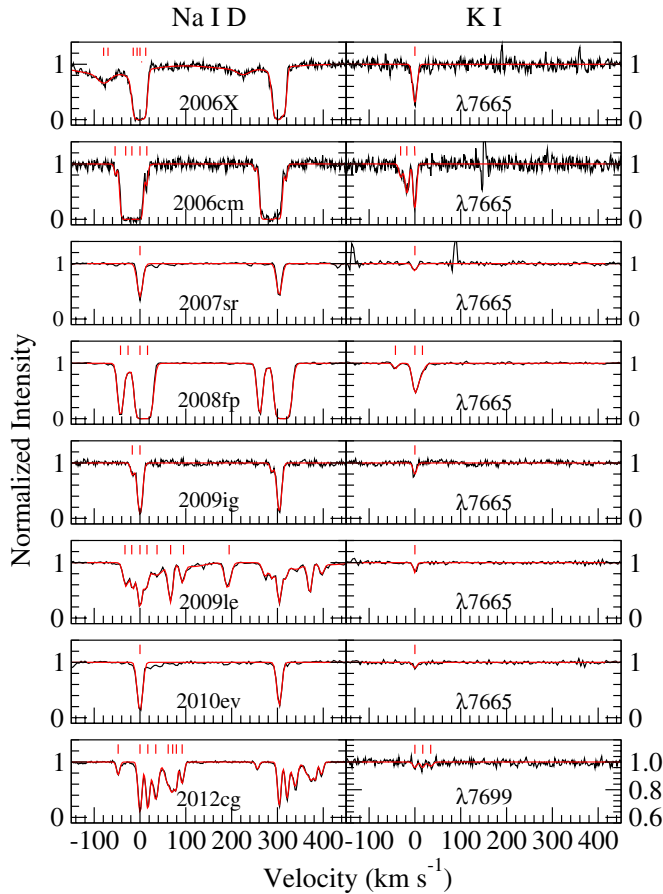 Na I D K I
1 1
2006X λ7665
0 0
1 1
2006cm λ7665
0 0
1 1
2007sr λ7665
0 0
1 1
2008fp λ7665
0 0
1 1
2009ig λ7665
0 0
1 1
2009le λ7665
0 0
1 1
2010ev λ7665
0 0
1 1.0
2012cg λ7699 0.8
0 0.6
-100 0 100 200 300 400 -100 0 100 200 300 400
Velocity (km s⁻¹) Velocity (km s⁻¹)
Normalized Intensity